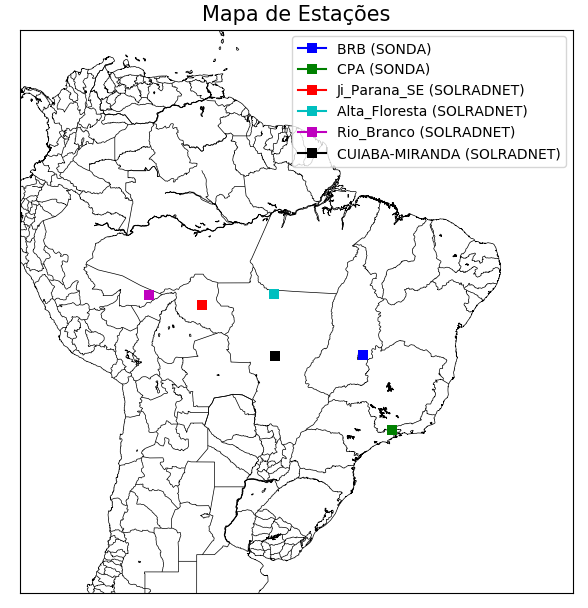 Mapa de Estações
BRB (SONDA)
CPA (SONDA)
Ji_Parana_SE (SOLRADNET)
Alta_Floresta (SOLRADNET)
Rio_Branco (SOLRADNET)
CUIABA-MIRANDA (SOLRADNET)